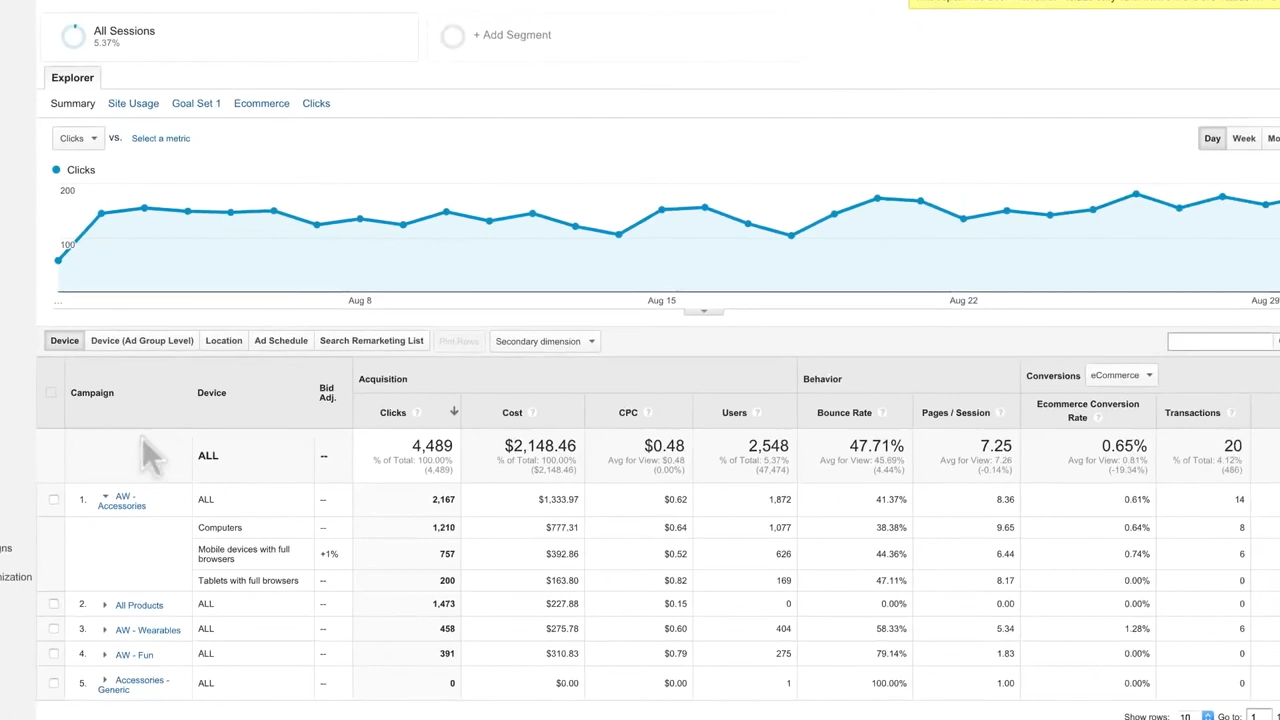 All Sessions
5.37%
+ Add Segment
Explorer
Summary Site Usage Goal Set 1 Ecommerce Clicks
Clicks vs. Select a metric
Day Week Mo
Clicks
200
100
... Aug 8 Aug 15 Aug 22 Aug 29
Device Device (Ad Group Level) Location Ad Schedule Search Remarketing List Plot Rows Secondary dimension
Campaign Device Bid Adj. Acquisition Behavior Conversions eCommerce
Clicks ? Cost ? CPC ? Users ? Bounce Rate ? Pages / Session ? Ecommerce Conversion Rate ? Transactions ?
ALL -- 4,489 $2,148.46 $0.48 2,548 47.71% 7.25 0.65% 20
% of Total: 100.00% % of Total: 100.00% Avg for View: $0.48 % of Total: 5.37% Avg for View: 45.69% Avg for View: 7.26 Avg for View: 0.81% % of Total: 4.12%
(4,489) ($2,148.46) (0.00%) (47,474) (4.44%) (-0.14%) (-19.34%) (486)
1. AW - Accessories ALL -- 2,167 $1,333.97 $0.62 1,872 41.37% 8.36 0.61% 14
Computers -- 1,210 $777.31 $0.64 1,077 38.38% 9.65 0.64% 8
Mobile devices with full browsers +1% 757 $392.86 $0.52 626 44.36% 6.44 0.74% 6
gns
Tablets with full browsers -- 200 $163.80 $0.82 169 47.11% 8.17 0.00% 0
nization
2. All Products ALL -- 1,473 $227.88 $0.15 0 0.00% 0.00 0.00% 0
3. AW - Wearables ALL -- 458 $275.78 $0.60 404 58.33% 5.34 1.28% 6
4. AW - Fun ALL -- 391 $310.83 $0.79 275 79.14% 1.83 0.00% 0
5. Accessories - Generic ALL -- 0 $0.00 $0.00 1 100.00% 1.00 0.00% 0
Show rows: 10 Go to: 1